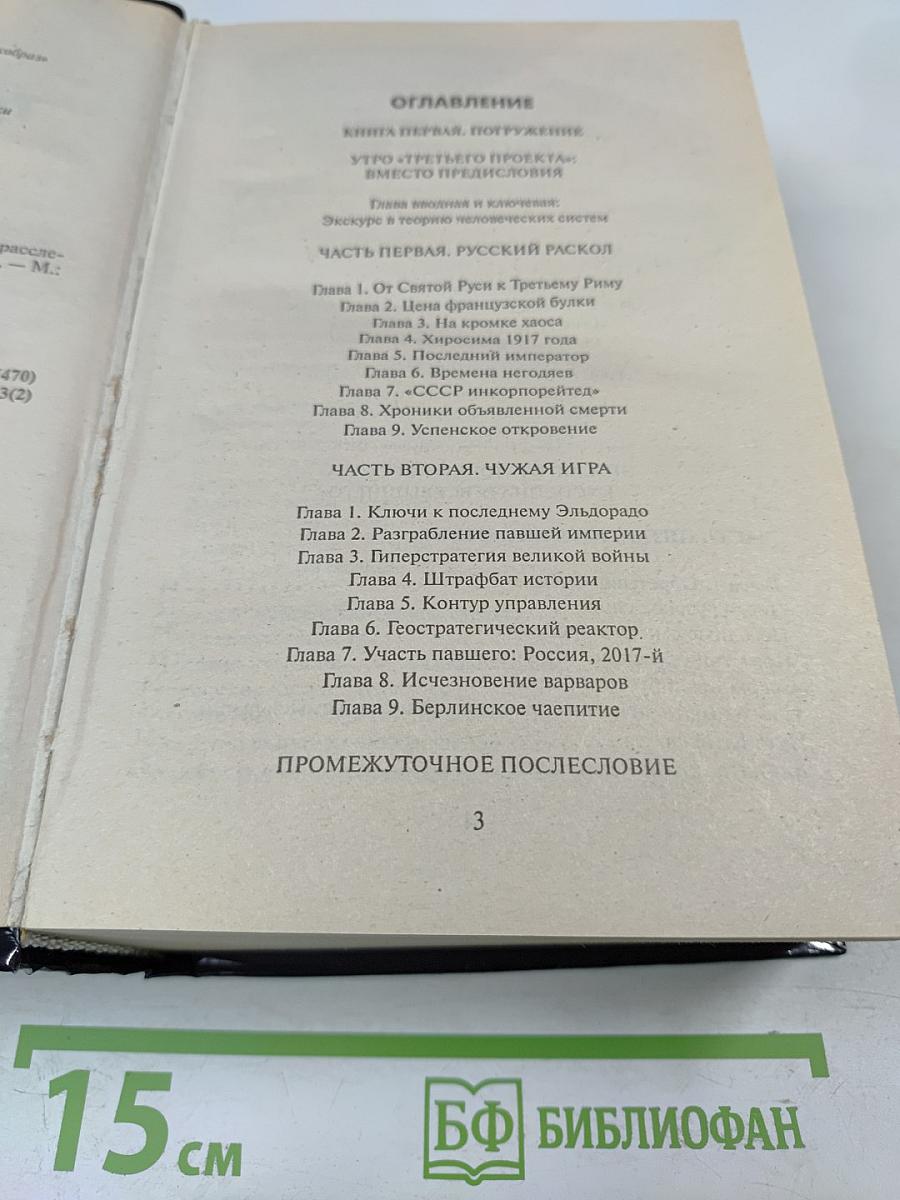 ки
рассле-
. — М.:
470)
3(2)
ОГЛАВЛЕНИЕ
КНИГА ПЕРВАЯ. ПОГРУЖЕНИЕ
УТРО «ТРЕТЬЕГО ПРОЕКТА»:
ВМЕСТО ПРЕДИСЛОВИЯ
Глава вводная и ключевая:
Экскурс в теорию человеческих систем
ЧАСТЬ ПЕРВАЯ. РУССКИЙ РАСКОЛ
Глава 1. От Святой Руси к Третьему Риму
Глава 2. Цена французской булки
Глава 3. На кромке хаоса
Глава 4. Хиросима 1917 года
Глава 5. Последний император
Глава 6. Времена негодяев
Глава 7. «СССР инкорпорейтед»
Глава 8. Хроники объявленной смерти
Глава 9. Успенское откровение
ЧАСТЬ ВТОРАЯ. ЧУЖАЯ ИГРА
Глава 1. Ключи к последнему Эльдорадо
Глава 2. Разграбление павшей империи
Глава 3. Гиперстратегия великой войны
Глава 4. Штрафбат истории
Глава 5. Контур управления
Глава 6. Геостратегический реактор
Глава 7. Участь павшего: Россия, 2017-й
Глава 8. Исчезновение варваров
Глава 9. Берлинское чаепитие
ПРОМЕЖУТОЧНОЕ ПОСЛЕСЛОВИЕ
3
15 см
БФ БИБЛИОФАН